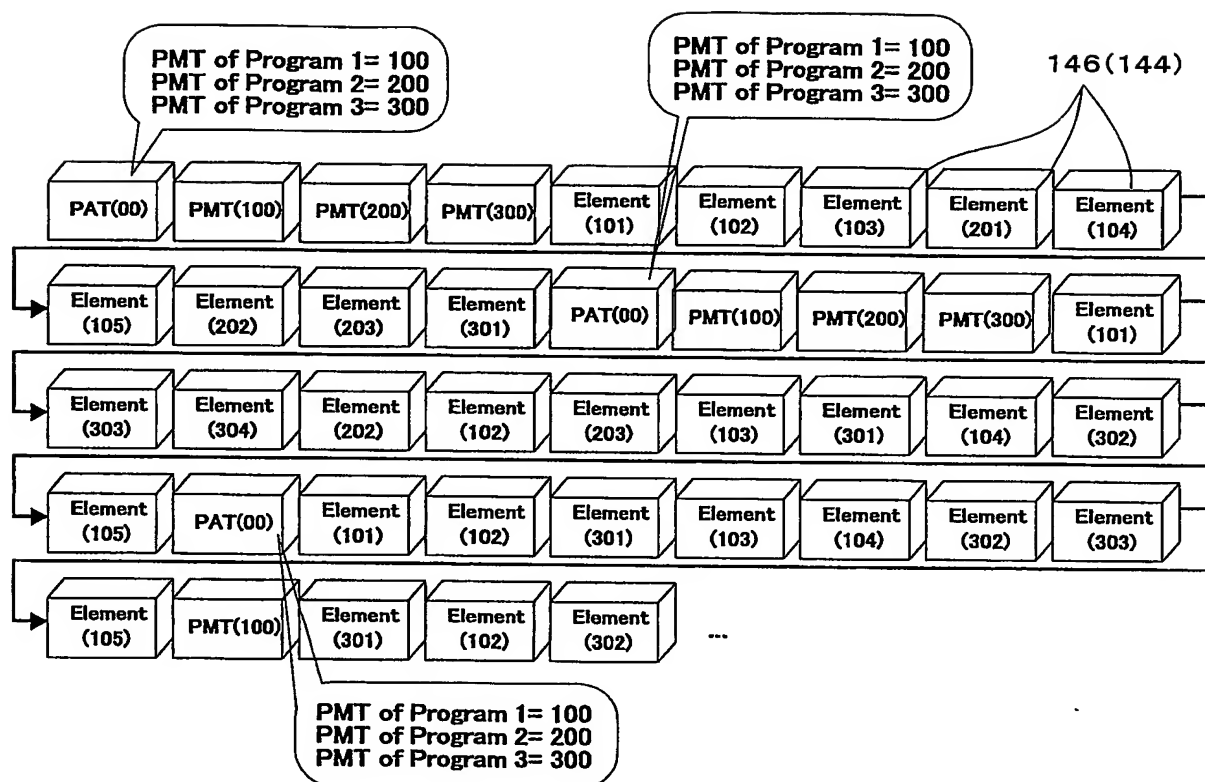 PMT of Program 1= 100
PMT of Program 2= 200
PMT of Program 3= 300
PMT of Program 1= 100
PMT of Program 2= 200
PMT of Program 3= 300
146(144)
PAT(00)
PMT(100)
PMT(200)
PMT(300)
Element
(101)
Element
(102)
Element
(103)
Element
(201)
Element
(104)
Element
(105)
Element
(202)
Element
(203)
Element
(301)
PAT(00)
PMT(100)
PMT(200)
PMT(300)
Element
(101)
Element
(303)
Element
(304)
Element
(202)
Element
(102)
Element
(203)
Element
(103)
Element
(301)
Element
(104)
Element
(302)
Element
(105)
PAT(00)
Element
(101)
Element
(102)
Element
(301)
Element
(103)
Element
(104)
Element
(302)
Element
(303)
Element
(105)
PMT(100)
Element
(301)
Element
(102)
Element
(302)
...
PMT of Program 1= 100
PMT of Program 2= 200
PMT of Program 3= 300